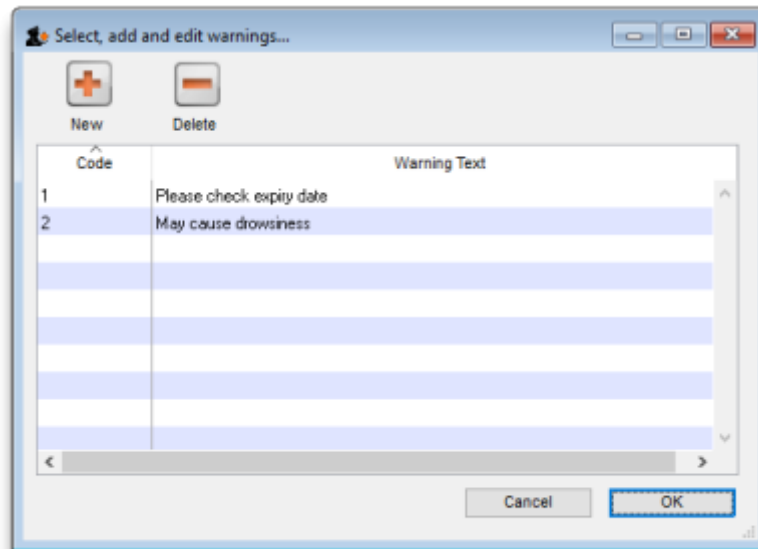 Select, add and edit warnings...
New Delete
Code Warning Text
1 Please check expiry date
2 May cause drowsiness
Cancel OK